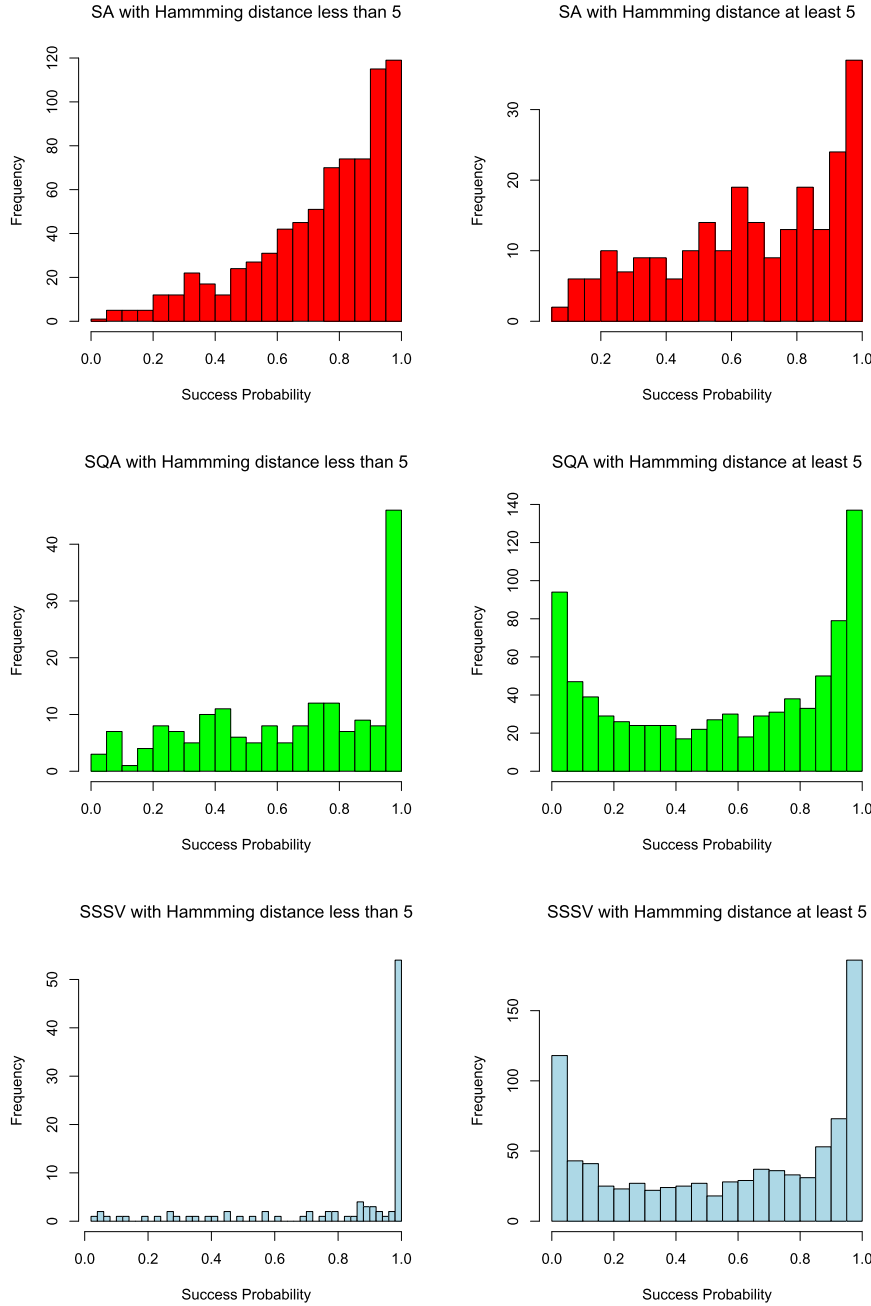 SA with Hammming distance less than 5
Frequency
0 20 40 60 80 100 120
0.0 0.2 0.4 0.6 0.8 1.0
Success Probability
SA with Hammming distance at least 5
Frequency
0 10 20 30
0.2 0.4 0.6 0.8 1.0
Success Probability
SQA with Hammming distance less than 5
Frequency
0 10 20 30 40
0.0 0.2 0.4 0.6 0.8 1.0
Success Probability
SQA with Hammming distance at least 5
Frequency
0 20 40 60 80 100 120 140
0.0 0.2 0.4 0.6 0.8 1.0
Success Probability
SSSV with Hammming distance less than 5
Frequency
0 10 20 30 40 50
0.0 0.2 0.4 0.6 0.8 1.0
Success Probability
SSSV with Hammming distance at least 5
Frequency
0 50 100 150
0.0 0.2 0.4 0.6 0.8 1.0
Success Probability